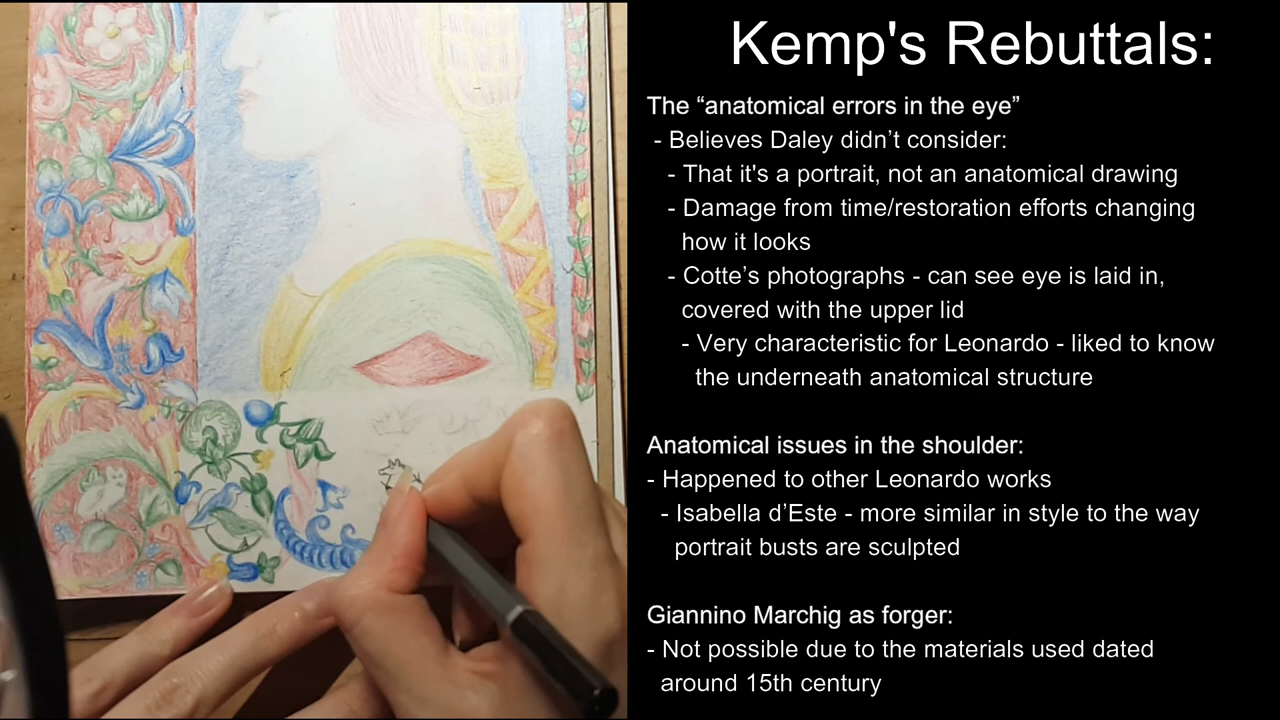 Kemp's Rebuttals:
The “anatomical errors in the eye”
- Believes Daley didn’t consider:
- That it's a portrait, not an anatomical drawing
- Damage from time/restoration efforts changing
how it looks
- Cotte’s photographs - can see eye is laid in,
covered with the upper lid
- Very characteristic for Leonardo - liked to know
the underneath anatomical structure
Anatomical issues in the shoulder:
- Happened to other Leonardo works
- Isabella d’Este - more similar in style to the way
portrait busts are sculpted
Giannino Marchig as forger:
- Not possible due to the materials used dated
around 15th century